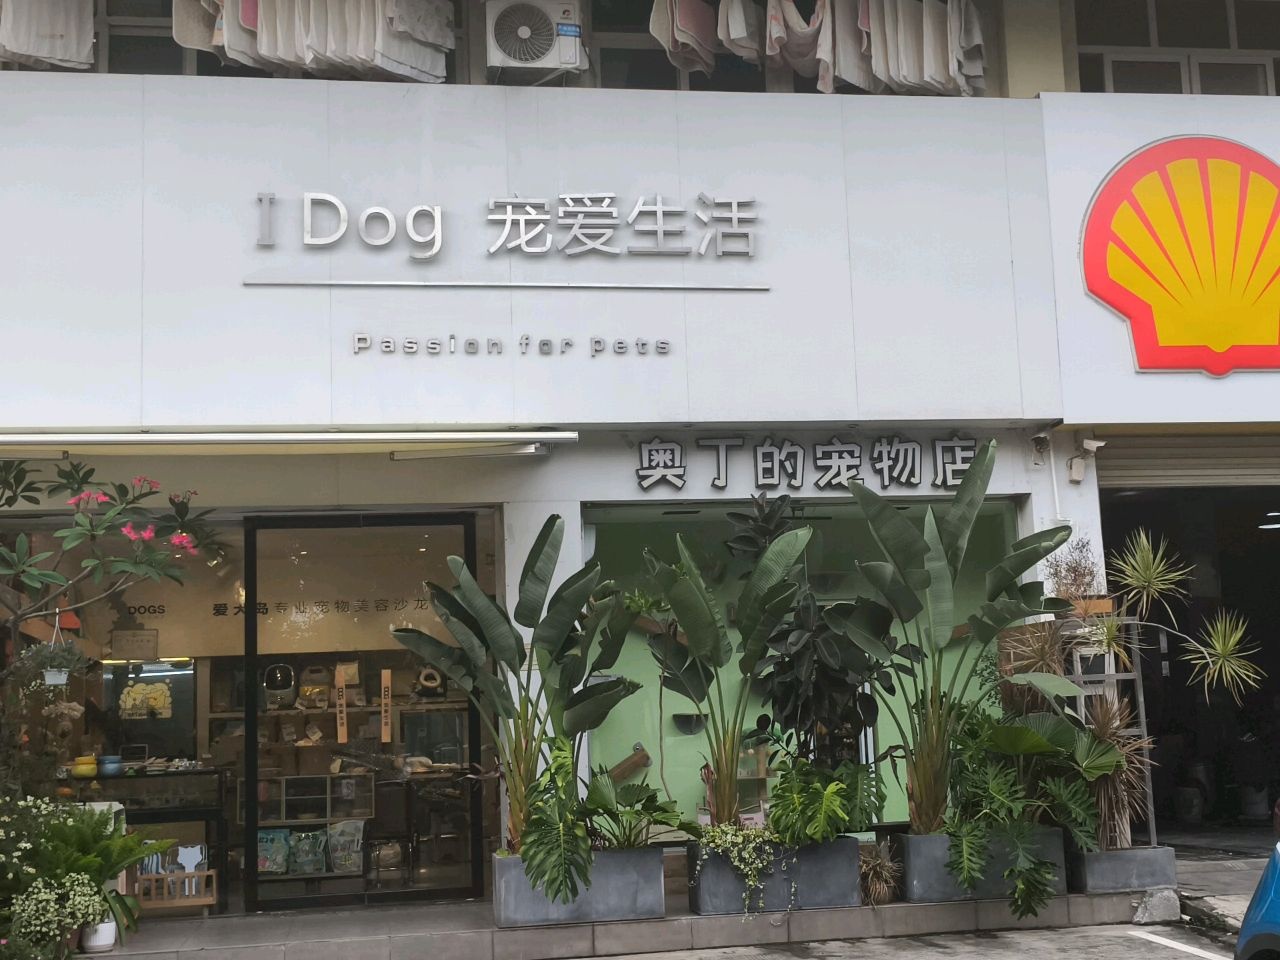 I Dog 宠爱生活
Passion for pets
奥丁的宠物店
DOGS
爱犬岛专业宠物美容沙龙